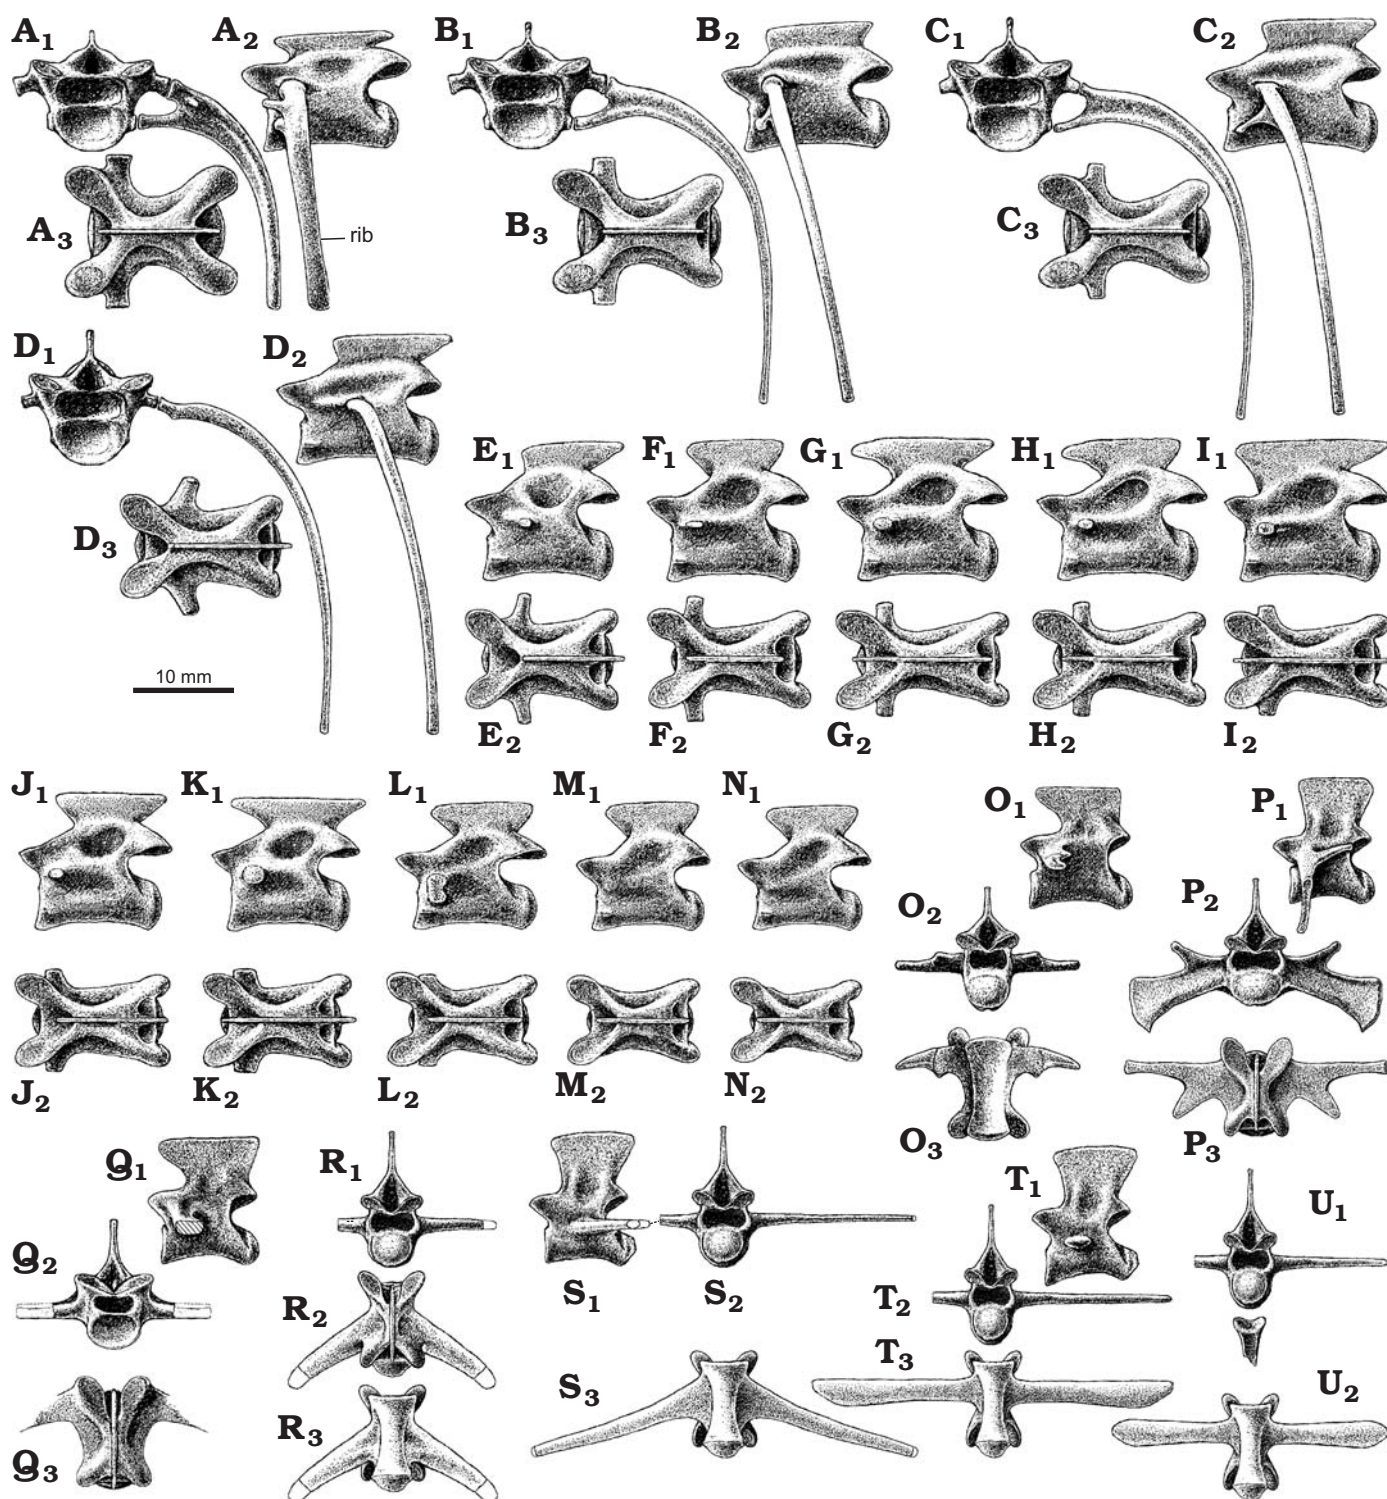 A1 A2 B1 B2 C1 C2
A3 rib B3 C3
D1 D2
D3
E1 F1 G1 H1 I1
10 mm
E2 F2 G2 H2 I2
J1 K1 L1 M1 N1 O1 P1
O2 P2
J2 K2 L2 M2 N2
O3 P3
Q1 R1 T1 U1
Q2 S1 S2 T2
R2
T3
S3 U2
Q3 R3